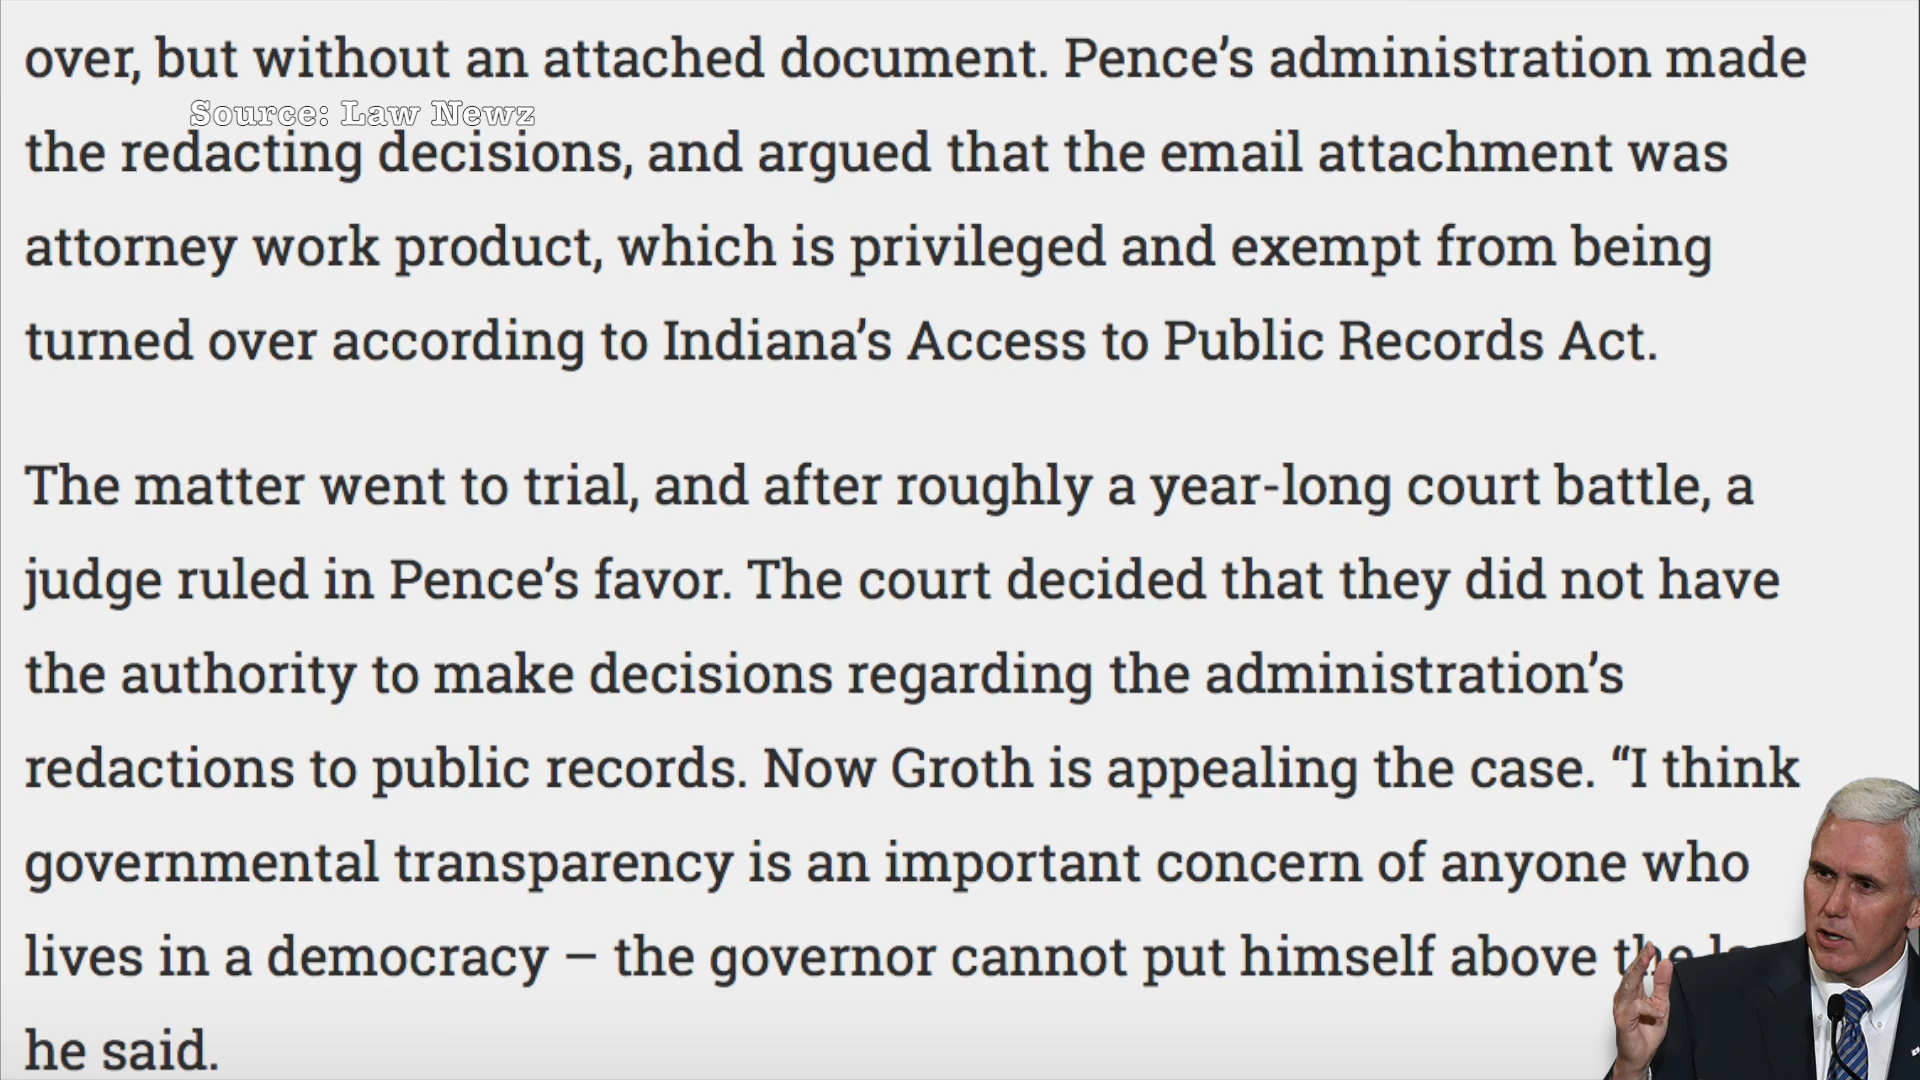 over, but without an attached document. Pence’s administration made
Source: Law Newz
the redacting decisions, and argued that the email attachment was
attorney work product, which is privileged and exempt from being
turned over according to Indiana’s Access to Public Records Act.
The matter went to trial, and after roughly a year-long court battle, a
judge ruled in Pence’s favor. The court decided that they did not have
the authority to make decisions regarding the administration’s
redactions to public records. Now Groth is appealing the case. “I think
governmental transparency is an important concern of anyone who
lives in a democracy – the governor cannot put himself above the
he said.